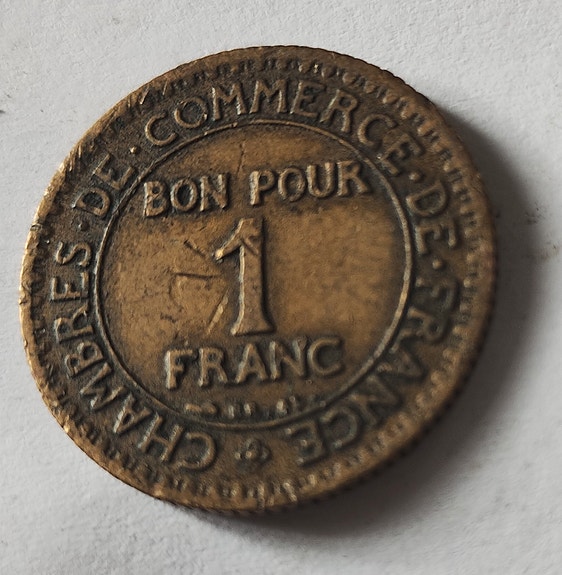 CHAMBRES·DE·COMMERCE·DE·FRANCE
BON POUR
1
FRANC